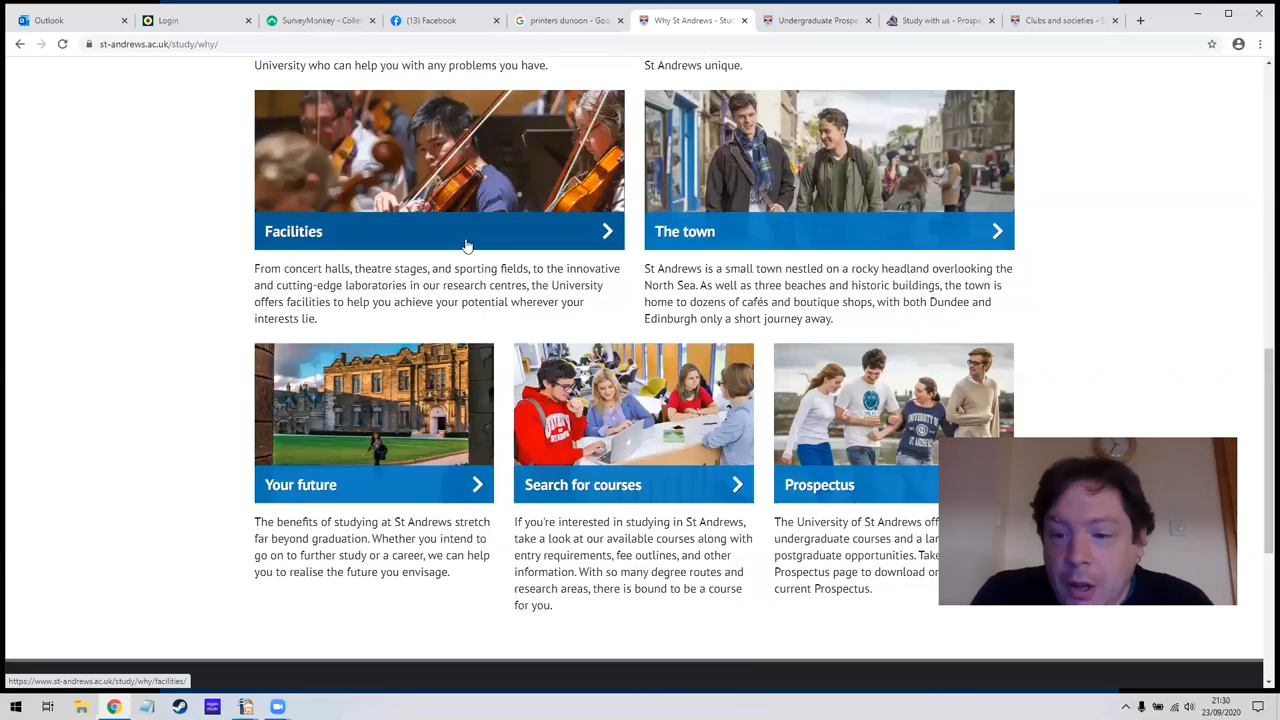 Outlook
Login
SurveyMonkey - Colle
(13) Facebook
printers dunoon - Goo
Why St Andrews - Stud
Undergraduate Prospe
Study with us - Prospe
Clubs and societies - S
st-andrews.ac.uk/study/why/
University who can help you with any problems you have.
St Andrews unique.
Facilities
The town
From concert halls, theatre stages, and sporting fields, to the innovative
and cutting-edge laboratories in our research centres, the University
offers facilities to help you achieve your potential wherever your
interests lie.
St Andrews is a small town nestled on a rocky headland overlooking the
North Sea. As well as three beaches and historic buildings, the town is
home to dozens of cafés and boutique shops, with both Dundee and
Edinburgh only a short journey away.
Your future
Search for courses
Prospectus
The benefits of studying at St Andrews stretch
far beyond graduation. Whether you intend to
go on to further study or a career, we can help
you to realise the future you envisage.
If you're interested in studying in St Andrews,
take a look at our available courses along with
entry requirements, fee outlines, and other
information. With so many degree routes and
research areas, there is bound to be a course
for you.
The University of St Andrews off
undergraduate courses and a lar
postgraduate opportunities. Take
Prospectus page to download or
current Prospectus.
https://www.st-andrews.ac.uk/study/why/facilities/
21:30
23/09/2020